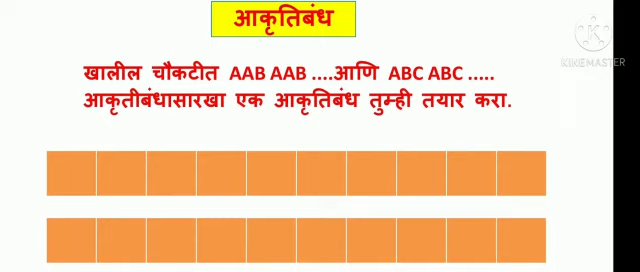 आकृतिबंध
खालील चौकटीत AAB AAB ....आणि ABC ABC .....
आकृतीबंधासारखा एक आकृतिबंध तुम्ही तयार करा.
KINEMASTER